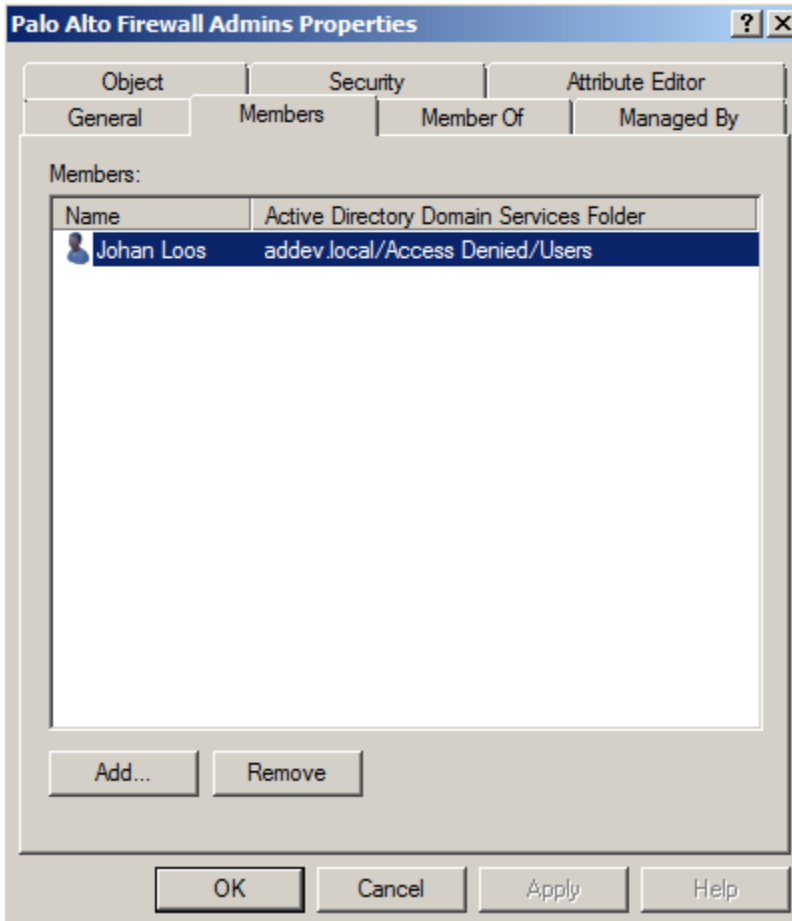 Palo Alto Firewall Admins Properties
Object Security Attribute Editor
General Members Member Of Managed By
Members:
Name Active Directory Domain Services Folder
Johan Loos addev.local/Access Denied/Users
Add... Remove
OK Cancel Apply Help